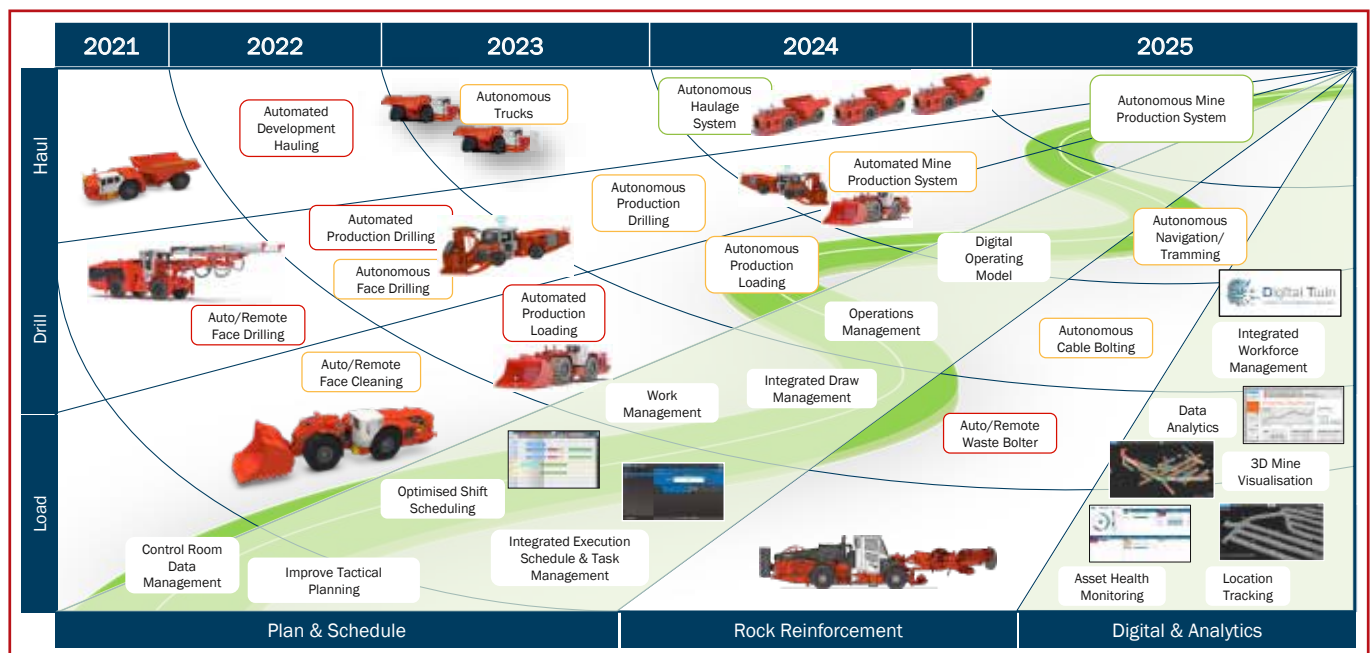 2021
2022
2023
2024
2025
Haul
Drill
Load
Automated
Development
Hauling
Autonomous
Trucks
Autonomous
Haulage
System
Autonomous Mine
Production System
Automated Mine
Production System
Autonomous
Production
Drilling
Automated
Production Drilling
Autonomous
Face Drilling
Autonomous
Production
Loading
Digital
Operating
Model
Autonomous
Navigation/
Tramming
Digital Twin
Auto/Remote
Face Drilling
Automated
Production
Loading
Operations
Management
Autonomous
Cable Bolting
Integrated
Workforce
Management
Auto/Remote
Face Cleaning
Work
Management
Integrated Draw
Management
Auto/Remote
Waste Bolter
Data
Analytics
3D Mine
Visualisation
Optimised Shift
Scheduling
Control Room
Data
Management
Improve Tactical
Planning
Integrated Execution
Schedule & Task
Management
Asset Health
Monitoring
Location
Tracking
Plan & Schedule
Rock Reinforcement
Digital & Analytics